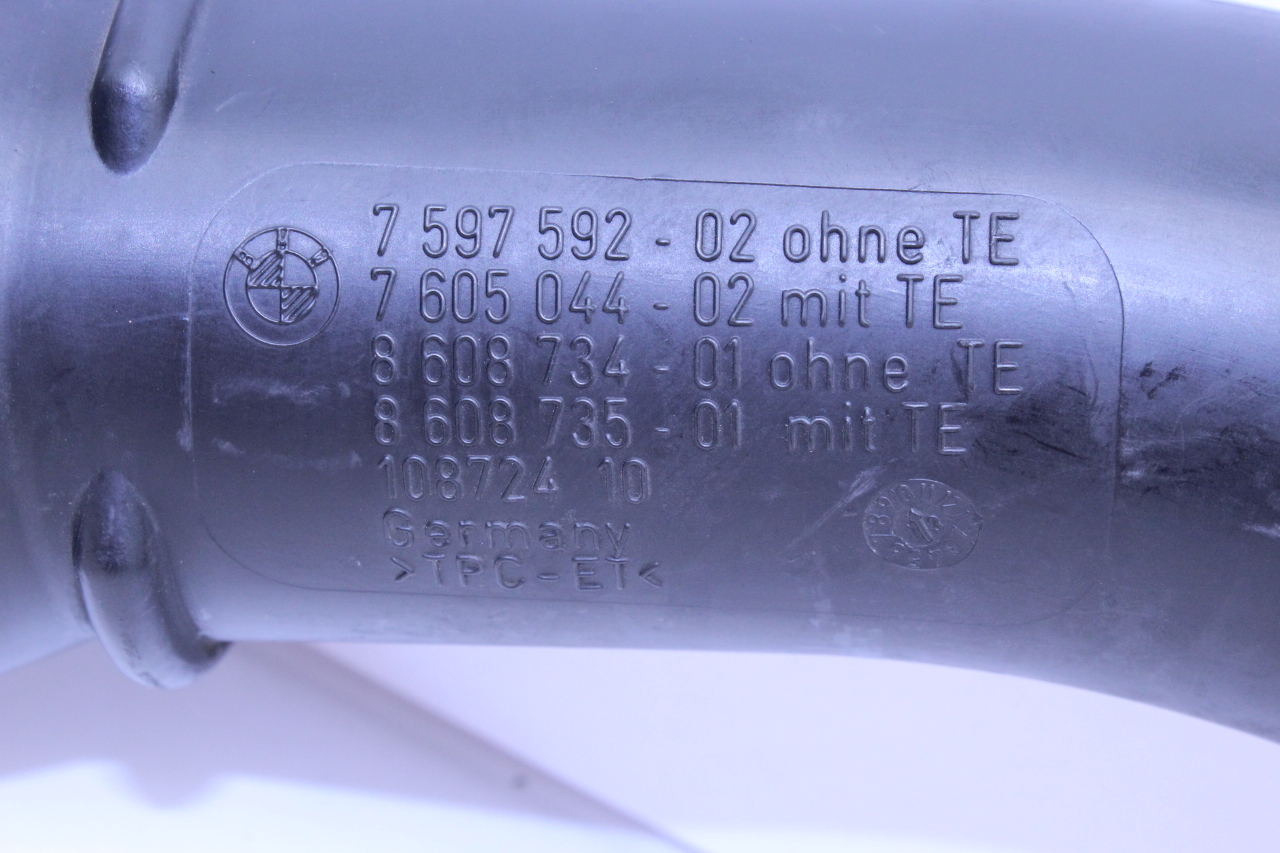 BMW
7 597 592 - 02 ohne TE
7 605 044 - 02 mit TE
8 608 734 - 01 ohne TE
8 608 735 - 01 mit TE
108724 10
Germany
>TPC-ET<